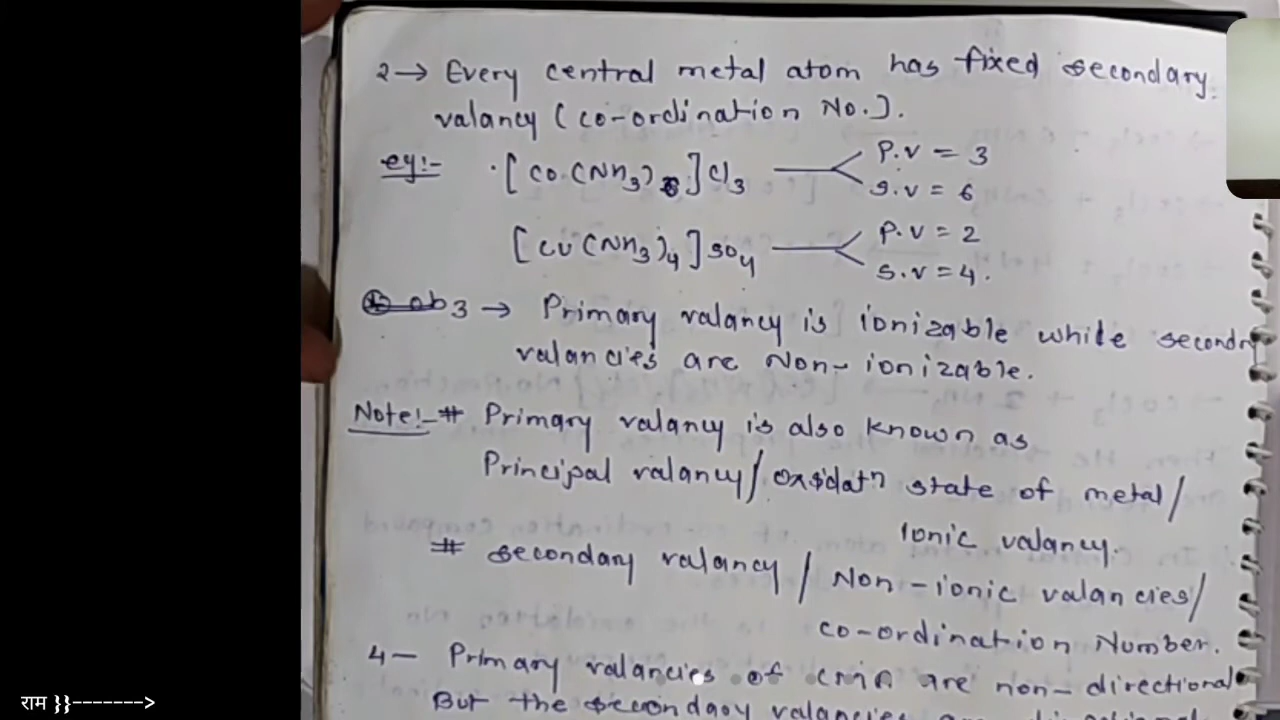 2 → Every central metal atom has fixed secondary
valancy (co-ordination No.).
eg:- [Co(NH3)6]Cl3 P.V = 3
S.V = 6
[Cu(NH3)4]SO4 P.V = 2
S.V = 4.
3 → Primary valancy is ionizable while
valancies are Non-ionizable.
Note:- # Primary valancy is also known as
Principal valancy/ oxidatn state of metal/
Ionic valancy.
# secondary valancy / Non-ionic valancies/
co-ordination Number.
4 - Primary valancies of CMA are non-directional
But the secondary valancies are
राम }}------->